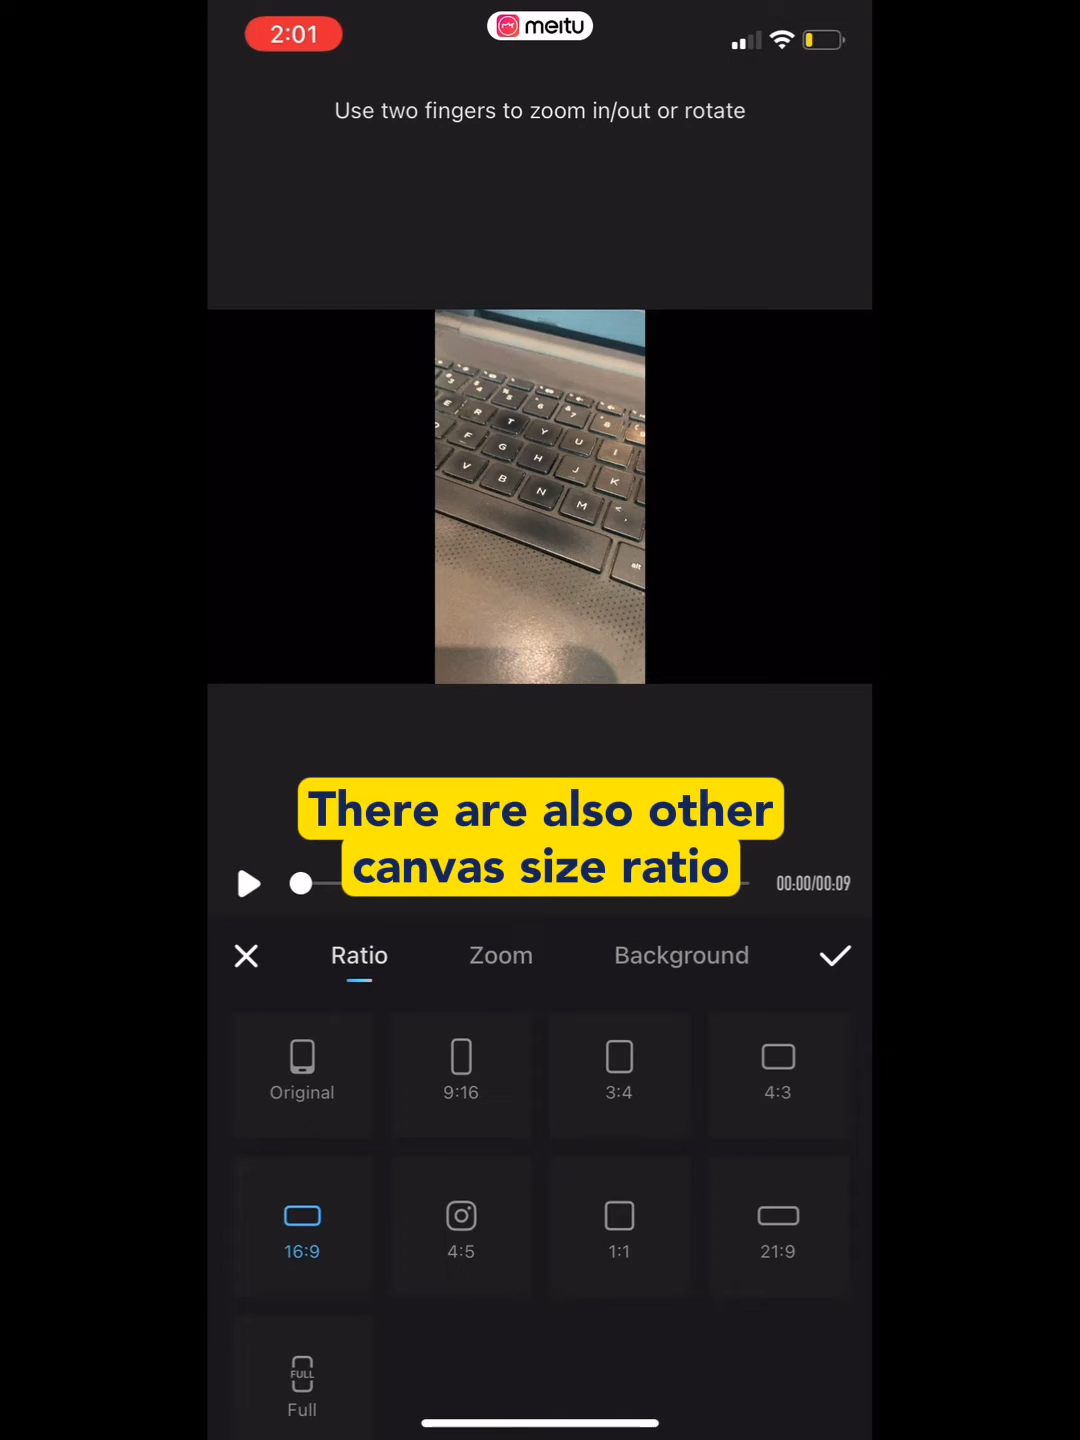 2:01
meitu
Use two fingers to zoom in/out or rotate
E R T Y U I
F G H J K
V B N M <
alt
There are also other
canvas size ratio
00:00/00:09
Ratio Zoom Background
Original 9:16 3:4 4:3
16:9 4:5 1:1 21:9
FULL
Full